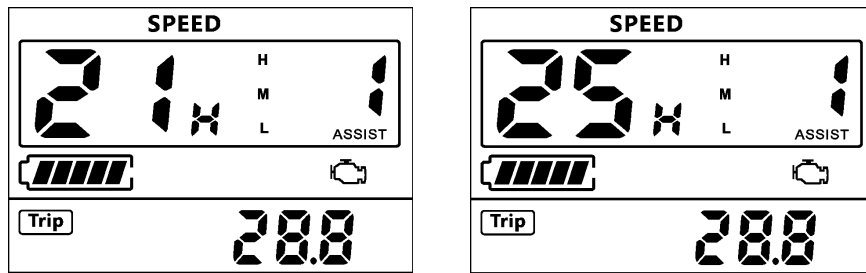 SPEED
21 H
H
M
L
1
ASSIST
Trip
28.8
SPEED
25 H
H
M
L
1
ASSIST
Trip
28.8